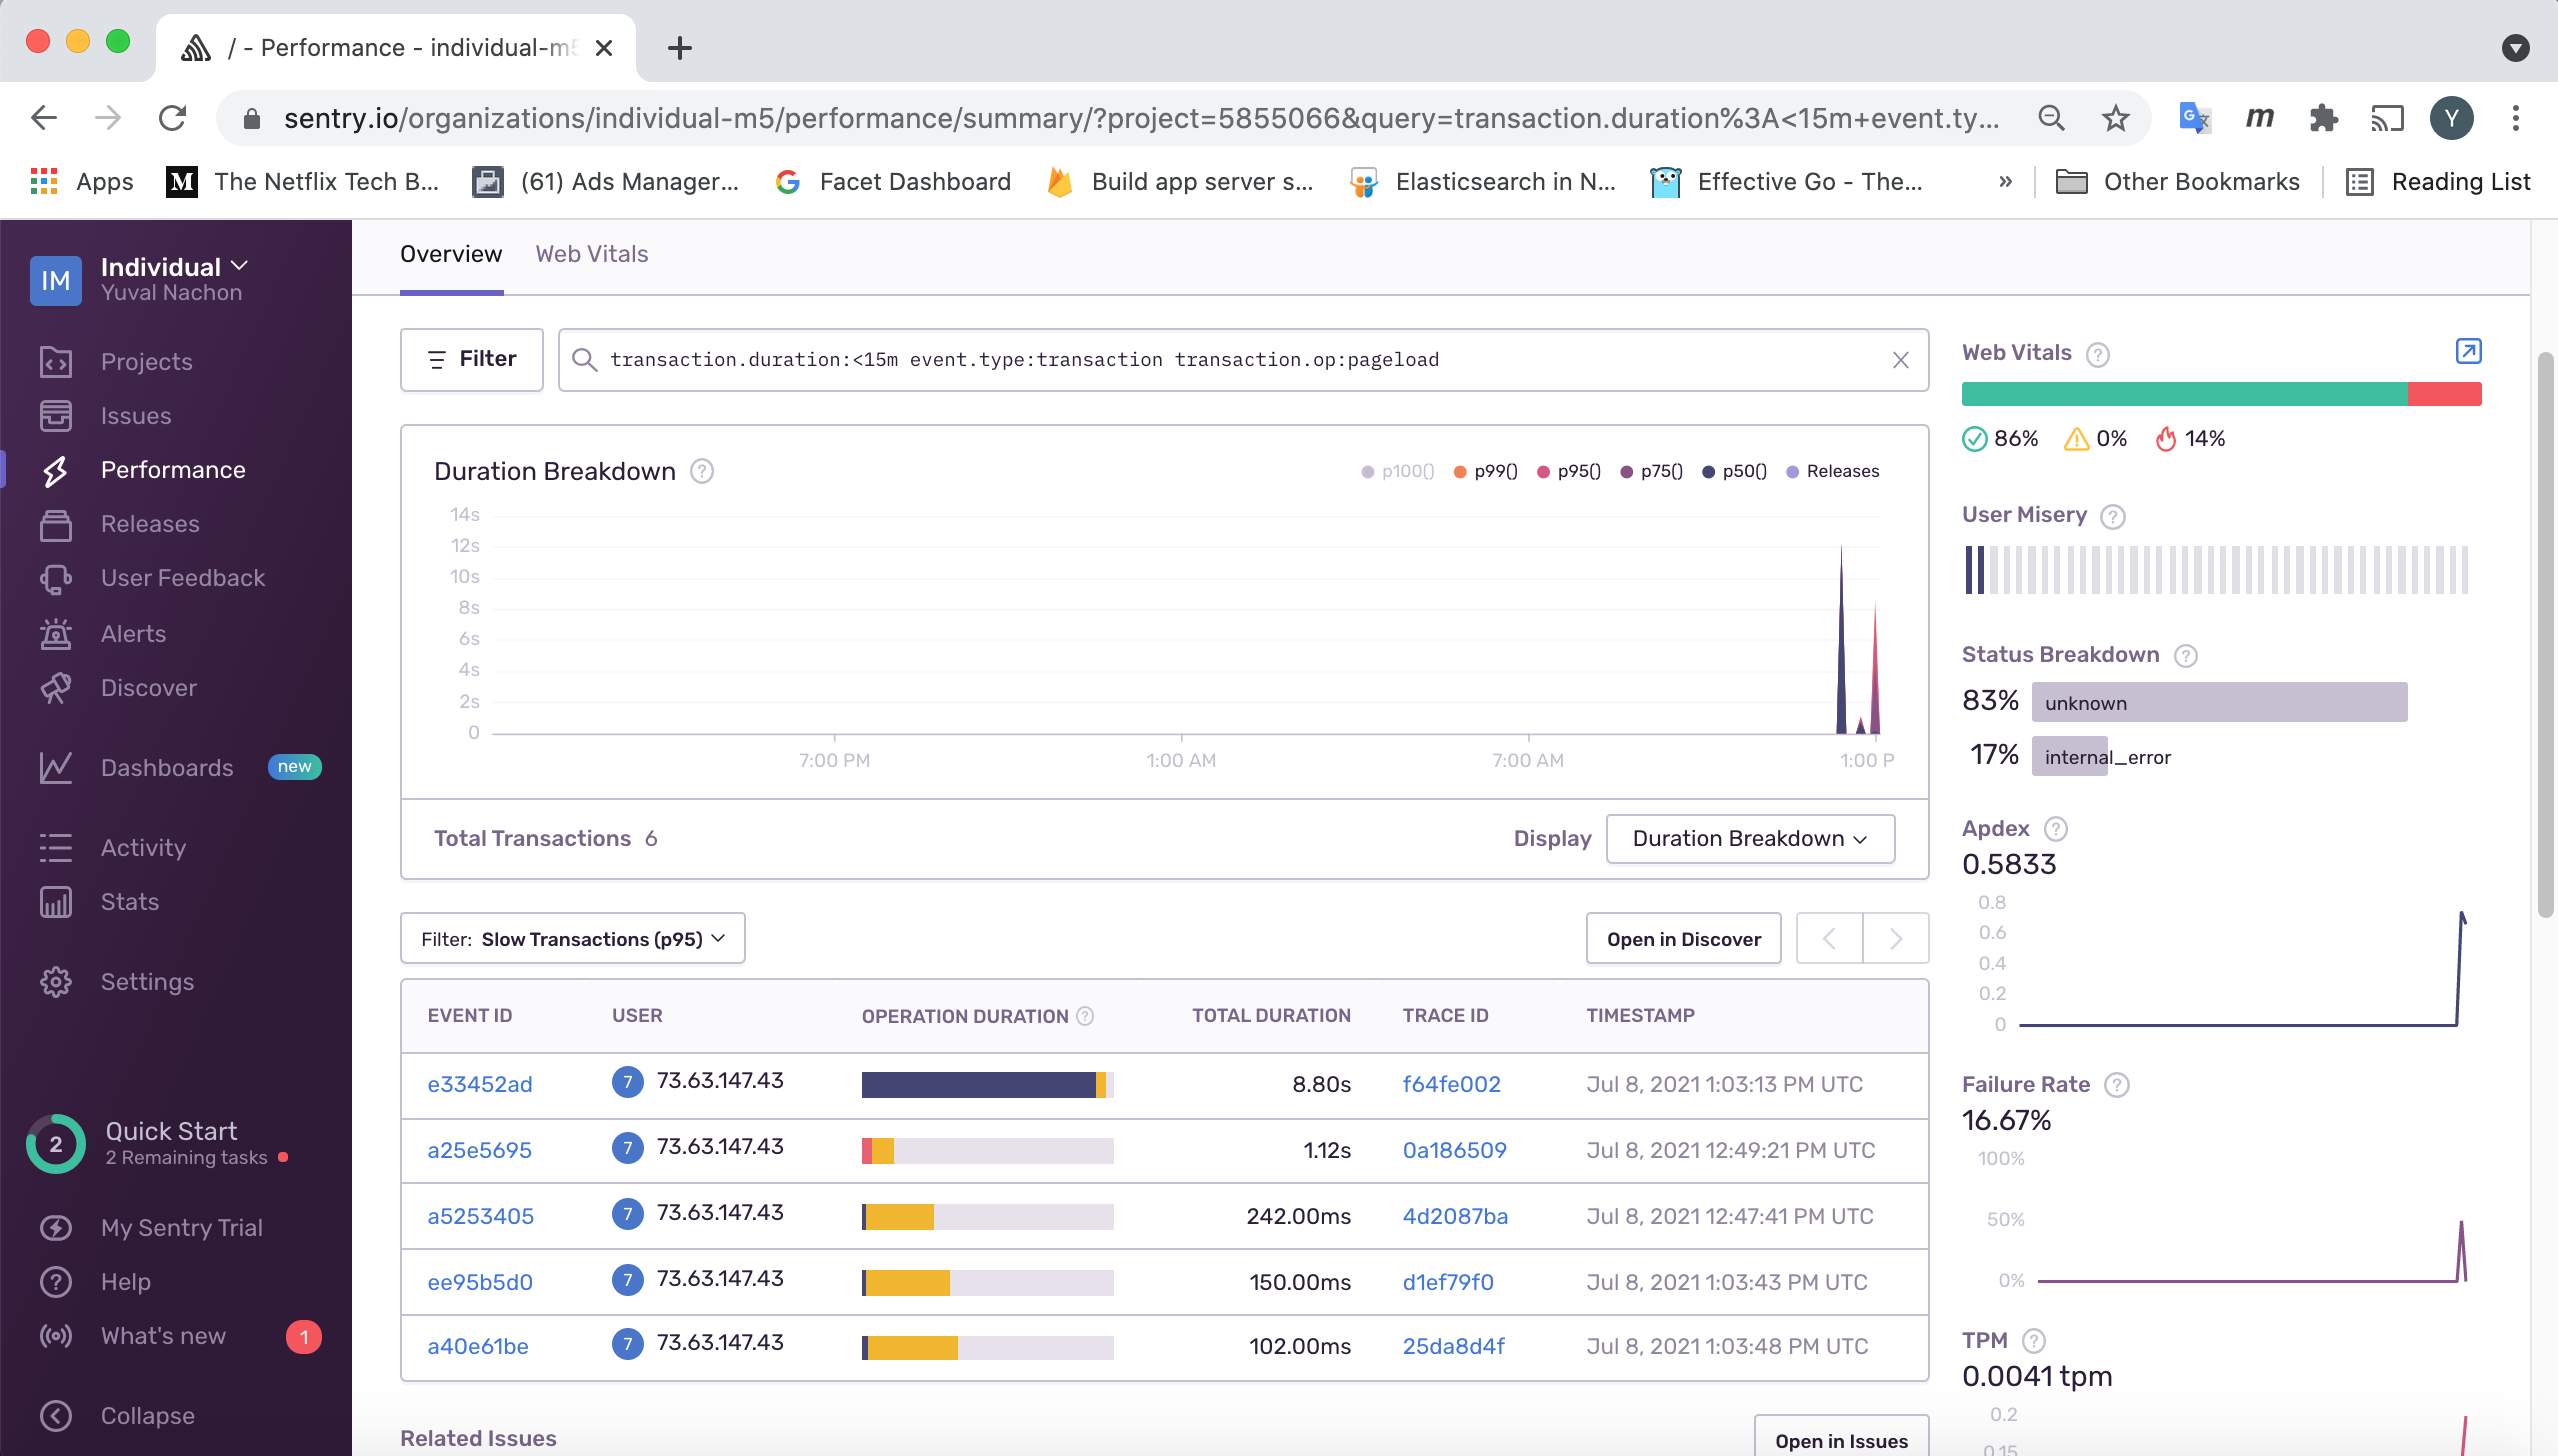 / - Performance - individual-m5
sentry.io/organizations/individual-m5/performance/summary/?project=5855066&query=transaction.duration%3A<15m+event.ty...
Y
Apps
M The Netflix Tech B...
(61) Ads Manager...
Facet Dashboard
Build app server s...
Elasticsearch in N...
Effective Go - The...
»
Other Bookmarks
Reading List
IM
Individual
Yuval Nachon
Projects
Issues
Performance
Releases
User Feedback
Alerts
Discover
Dashboards new
Activity
Stats
Settings
2
Quick Start
2 Remaining tasks
My Sentry Trial
Help
What's new 1
Collapse
Overview
Web Vitals
Filter
transaction.duration:<15m event.type:transaction transaction.op:pageload
Duration Breakdown
p100() p99() p95() p75() p50() Releases
14s
12s
10s
8s
6s
4s
2s
0
7:00 PM 1:00 AM 7:00 AM 1:00 P
Total Transactions 6
Display
Duration Breakdown
Filter: Slow Transactions (p95)
Open in Discover
EVENT ID USER OPERATION DURATION TOTAL DURATION TRACE ID TIMESTAMP
e33452ad 7 73.63.147.43 8.80s f64fe002 Jul 8, 2021 1:03:13 PM UTC
a25e5695 7 73.63.147.43 1.12s 0a186509 Jul 8, 2021 12:49:21 PM UTC
a5253405 7 73.63.147.43 242.00ms 4d2087ba Jul 8, 2021 12:47:41 PM UTC
ee95b5d0 7 73.63.147.43 150.00ms d1ef79f0 Jul 8, 2021 1:03:43 PM UTC
a40e61be 7 73.63.147.43 102.00ms 25da8d4f Jul 8, 2021 1:03:48 PM UTC
Related Issues
Open in Issues
Web Vitals
86% 0% 14%
User Misery
Status Breakdown
83% unknown
17% internal_error
Apdex
0.5833
0.8
0.6
0.4
0.2
0
Failure Rate
16.67%
100%
50%
0%
TPM
0.0041 tpm
0.2
0.15